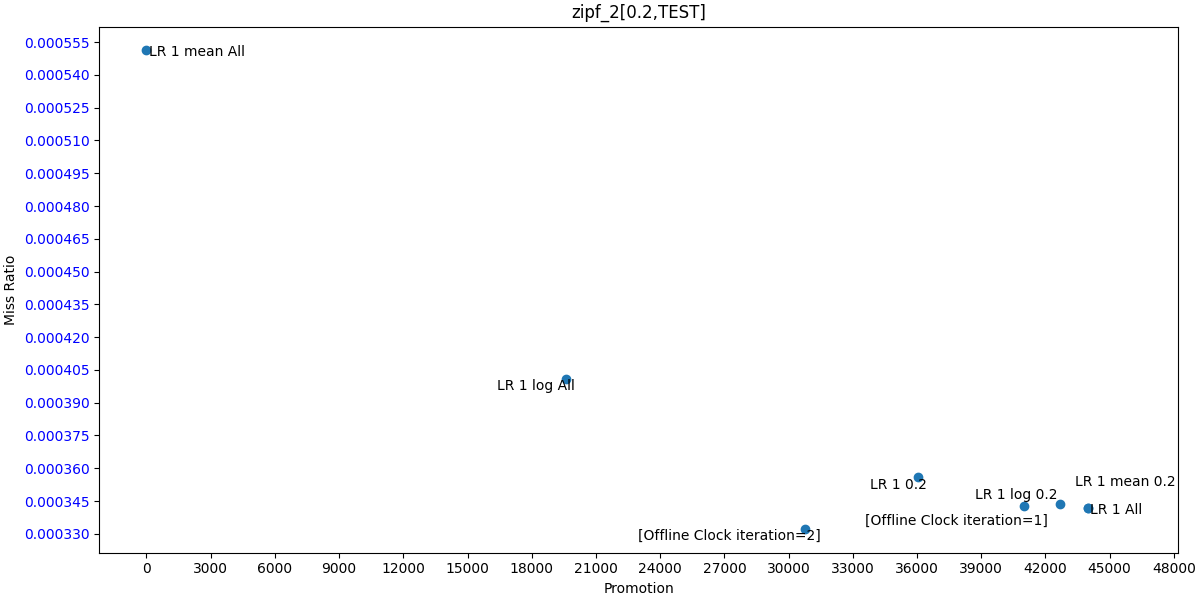 zipf_2[0.2,TEST]
0.000555
0.000540
0.000525
0.000510
0.000495
0.000480
0.000465
0.000450
0.000435
0.000420
0.000405
0.000390
0.000375
0.000360
0.000345
0.000330
Miss Ratio
LR 1 mean All
LR 1 log All
LR 1 0.2
LR 1 mean 0.2
LR 1 log 0.2
LR 1 All
[Offline Clock iteration=1]
[Offline Clock iteration=2]
0 3000 6000 9000 12000 15000 18000 21000 24000 27000 30000 33000 36000 39000 42000 45000 48000
Promotion